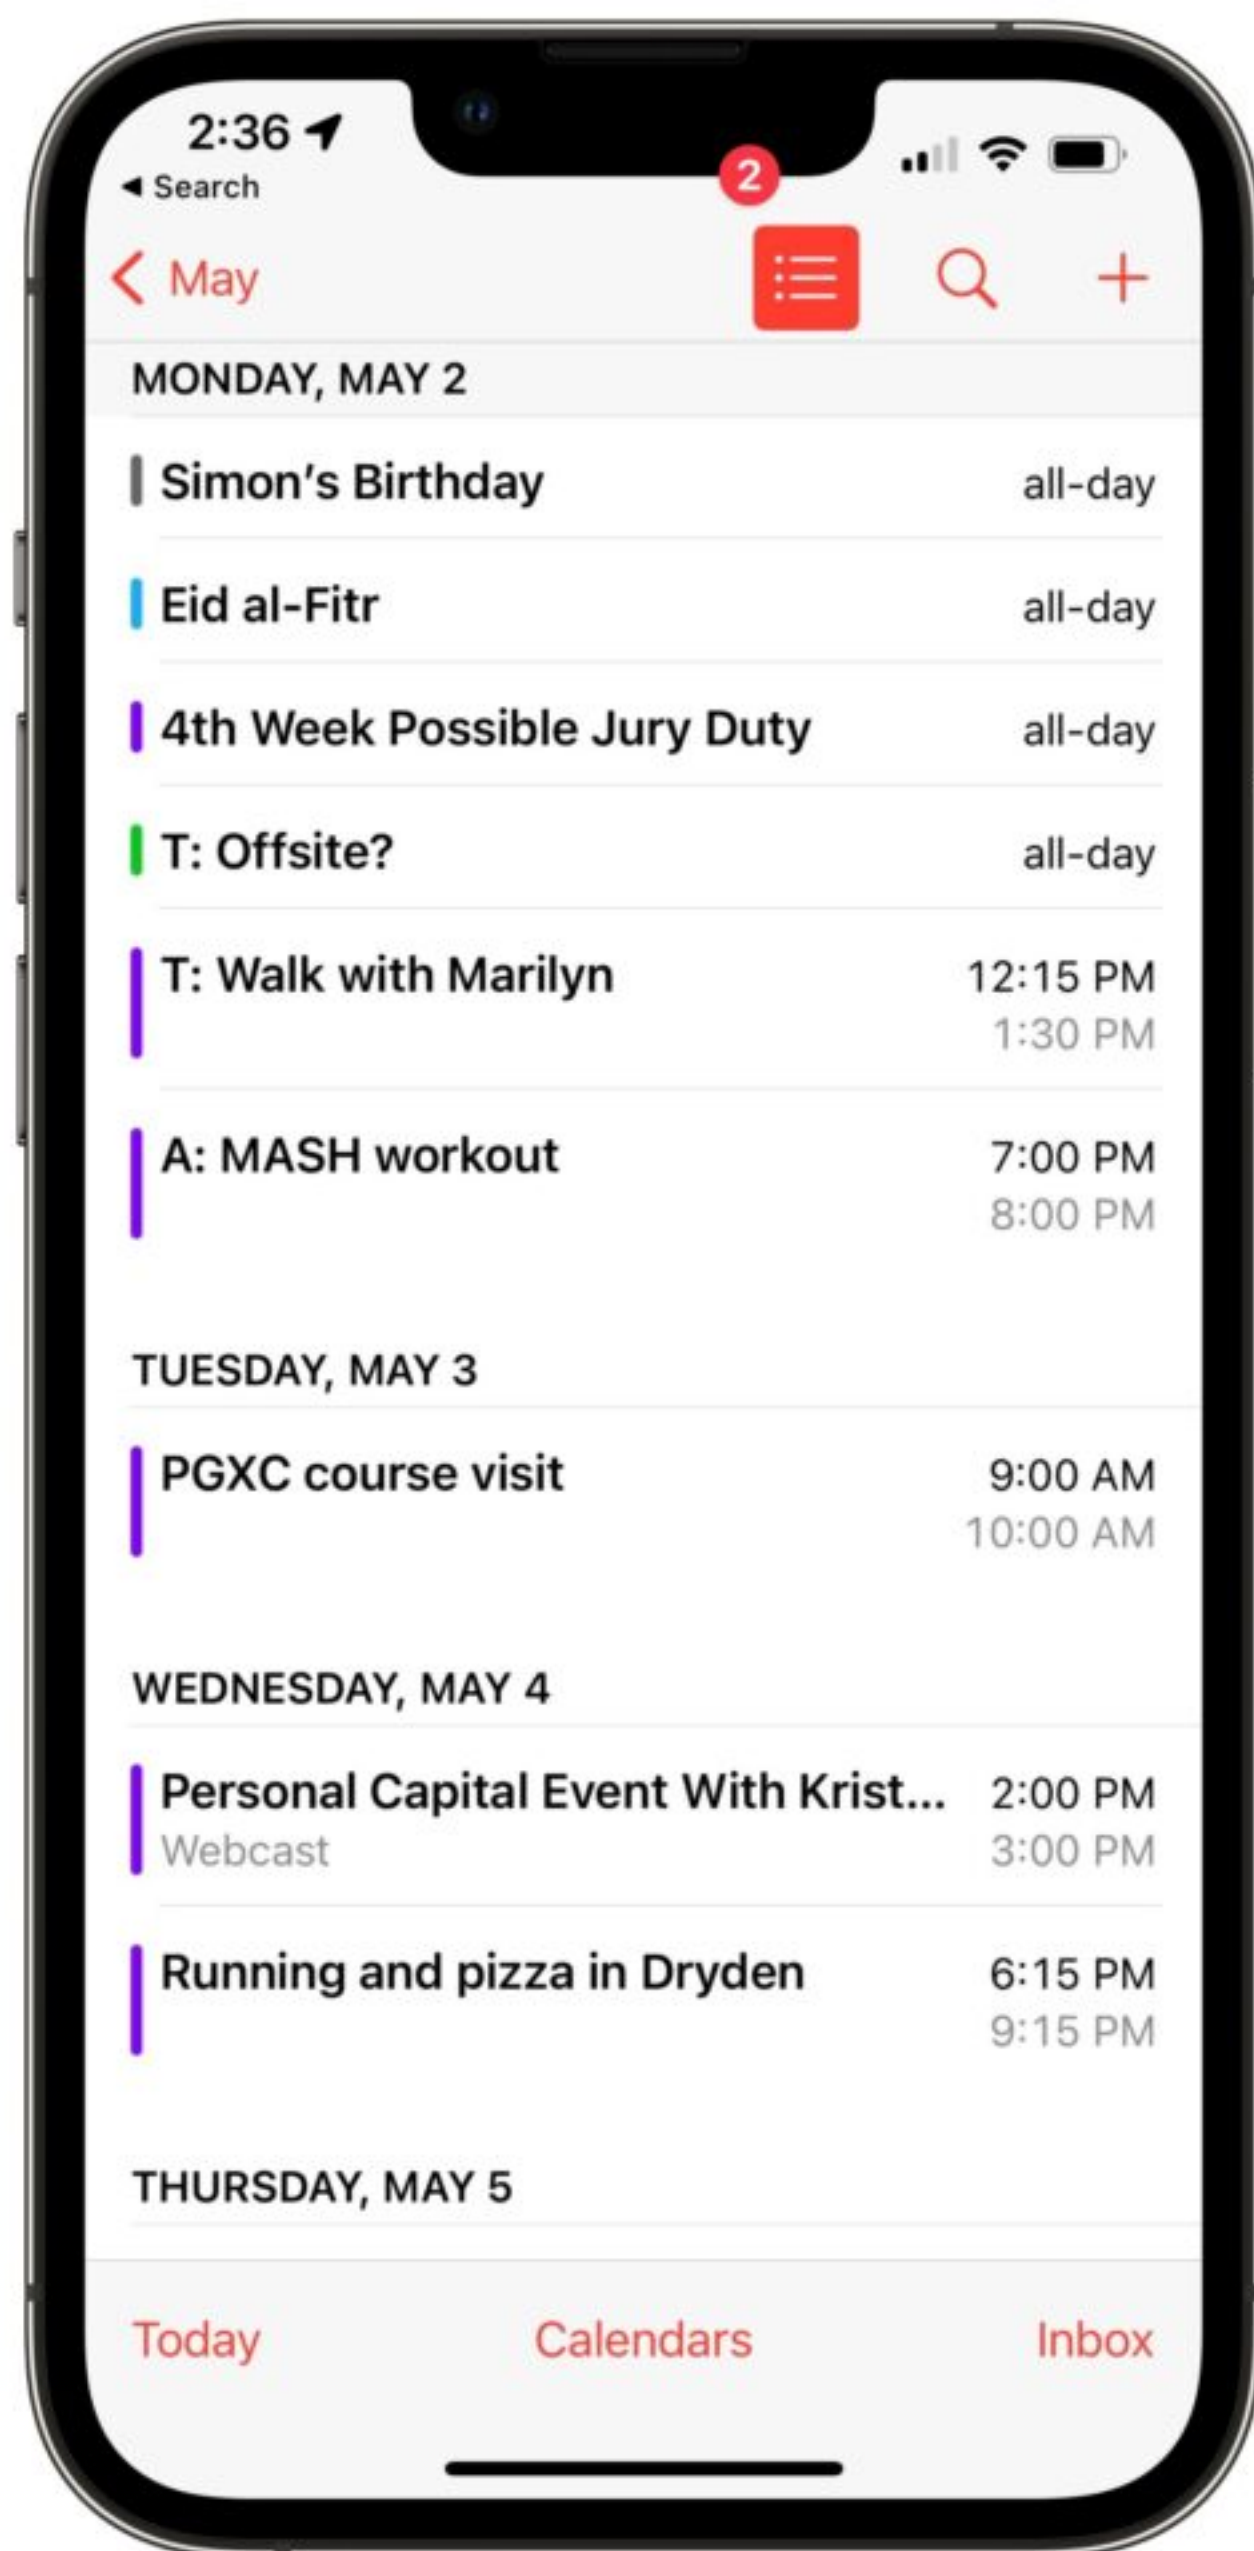 2:36
◀ Search
2
May
MONDAY, MAY 2
Simon's Birthday all-day
Eid al-Fitr all-day
4th Week Possible Jury Duty all-day
T: Offsite? all-day
T: Walk with Marilyn 12:15 PM
1:30 PM
A: MASH workout 7:00 PM
8:00 PM
TUESDAY, MAY 3
PGXC course visit 9:00 AM
10:00 AM
WEDNESDAY, MAY 4
Personal Capital Event With Krist... 2:00 PM
Webcast 3:00 PM
Running and pizza in Dryden 6:15 PM
9:15 PM
THURSDAY, MAY 5
Today Calendars Inbox